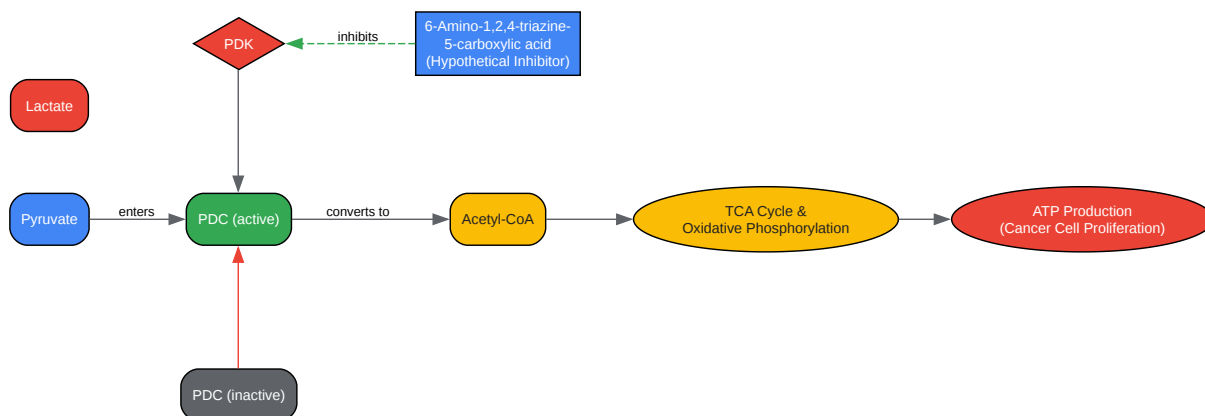 PDK
inhibits
6-Amino-1,2,4-triazine-
5-carboxylic acid
(Hypothetical Inhibitor)
Lactate
Pyruvate
enters
PDC (active)
converts to
Acetyl-CoA
TCA Cycle &
Oxidative Phosphorylation
ATP Production
(Cancer Cell Proliferation)
PDC (inactive)